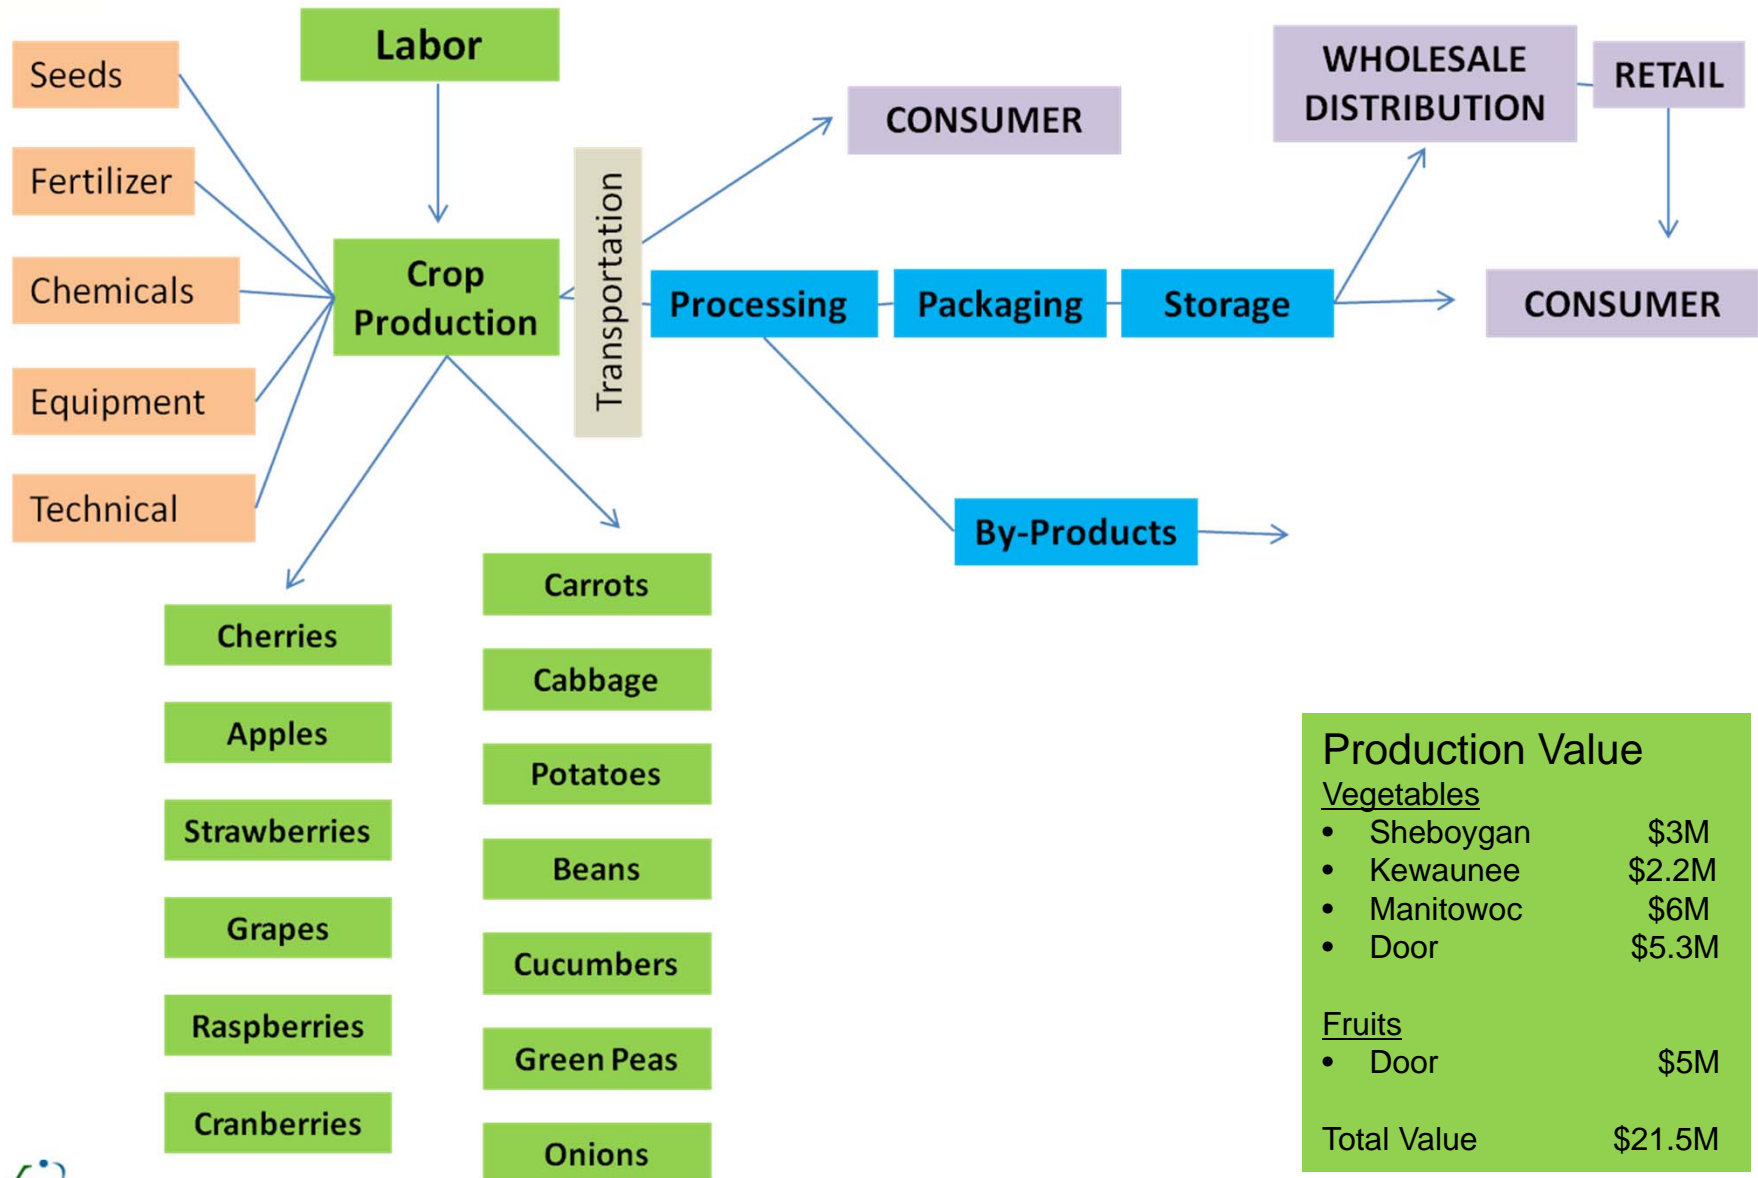 Labor
Seeds
Fertilizer
Chemicals
Equipment
Technical
Crop
Production
Transportation
CONSUMER
WHOLESALE
DISTRIBUTION
RETAIL
Processing
Packaging
Storage
CONSUMER
By-Products
Cherries
Apples
Strawberries
Grapes
Raspberries
Cranberries
Carrots
Cabbage
Potatoes
Beans
Cucumbers
Green Peas
Onions
Production Value
Vegetables
• Sheboygan $3M
• Kewaunee $2.2M
• Manitowoc $6M
• Door $5.3M
Fruits
• Door $5M
Total Value $21.5M